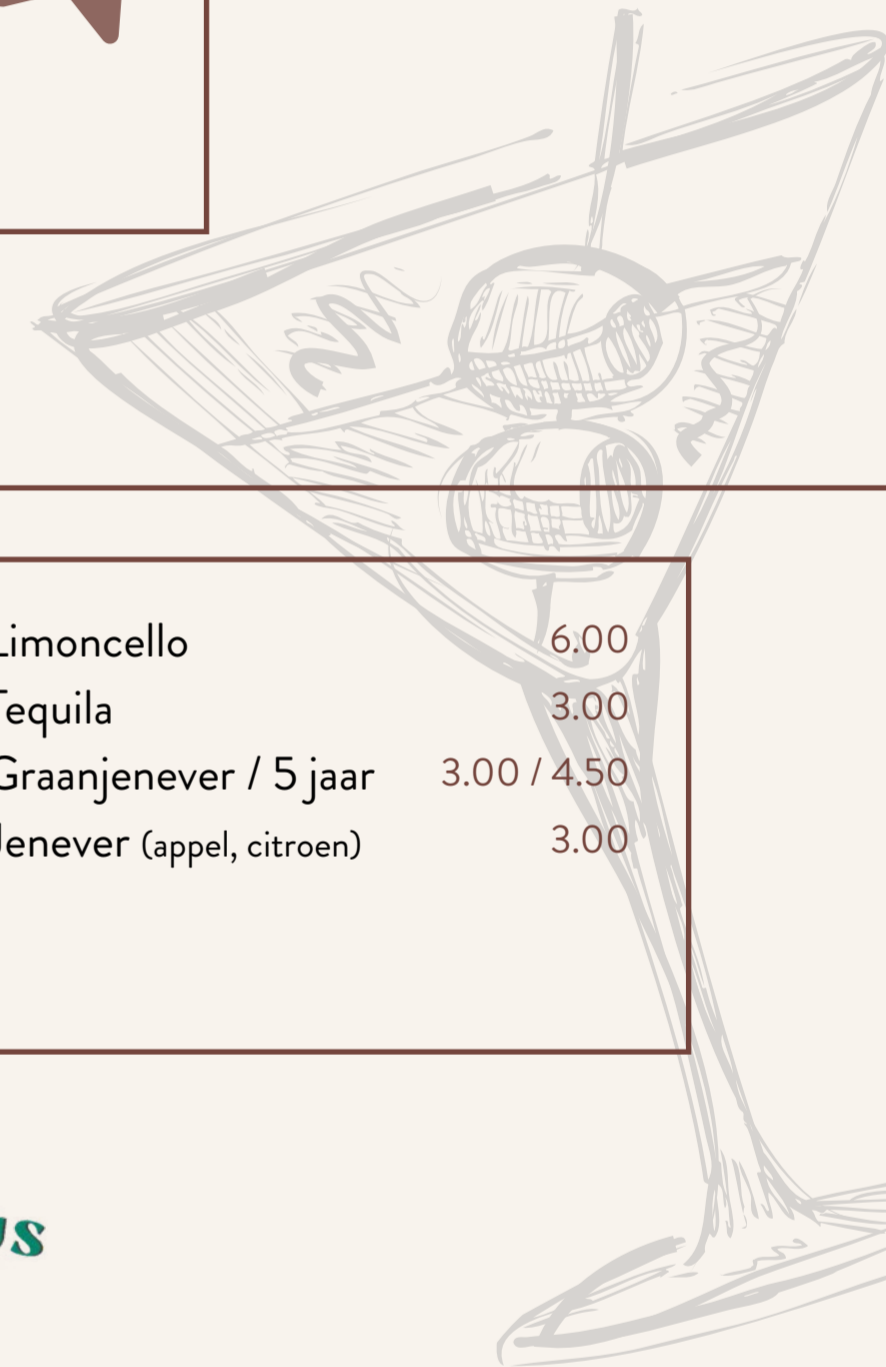 Limoncello 6.00
Tequila 3.00
Graanjenever / 5 jaar 3.00 / 4.50
Jenever (appel, citroen) 3.00